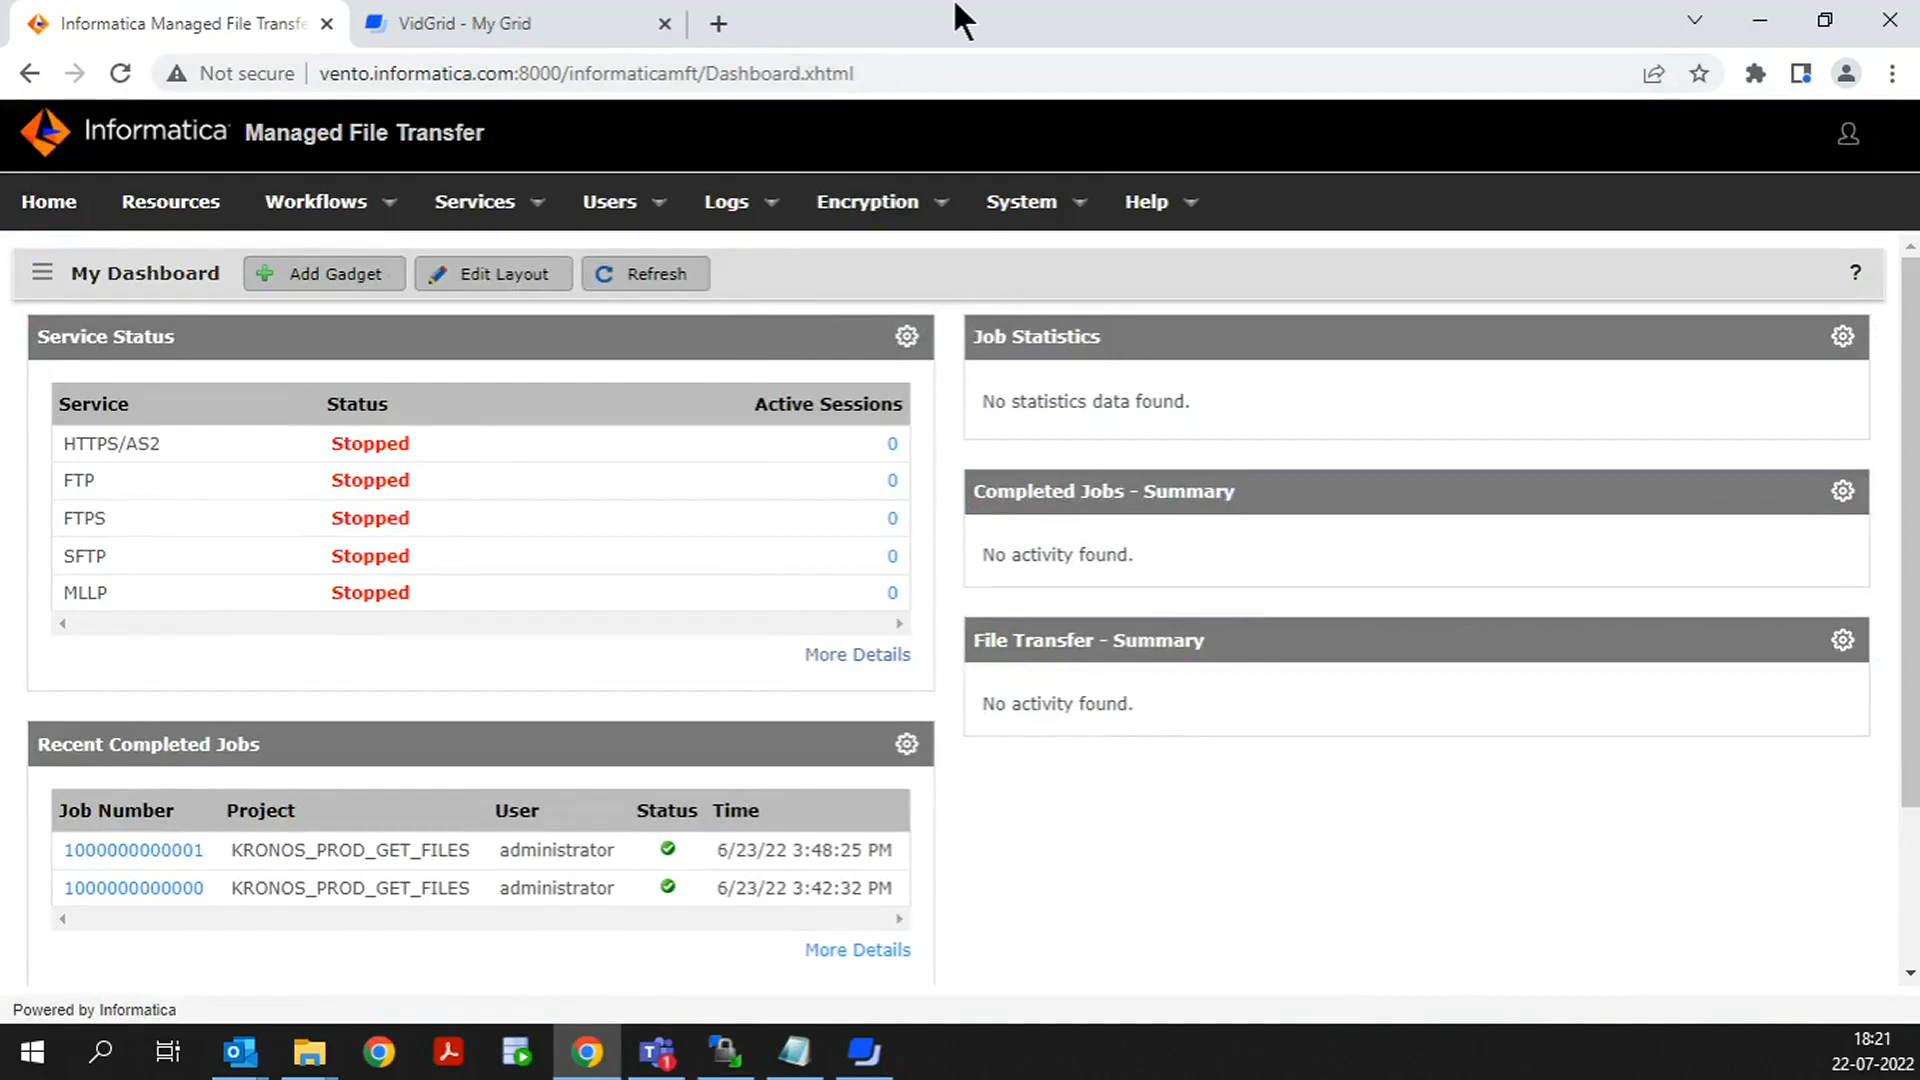 Informatica Managed File Transfe
VidGrid - My Grid
Not secure
vento.informatica.com:8000/informaticamft/Dashboard.xhtml
Informatica Managed File Transfer
Home Resources Workflows Services Users Logs Encryption System Help
My Dashboard Add Gadget Edit Layout Refresh ?
Service Status
Service Status Active Sessions
HTTPS/AS2 Stopped 0
FTP Stopped 0
FTPS Stopped 0
SFTP Stopped 0
MLLP Stopped 0
More Details
Recent Completed Jobs
Job Number Project User Status Time
1000000000001 KRONOS_PROD_GET_FILES administrator 6/23/22 3:48:25 PM
1000000000000 KRONOS_PROD_GET_FILES administrator 6/23/22 3:42:32 PM
More Details
Job Statistics
No statistics data found.
Completed Jobs - Summary
No activity found.
File Transfer - Summary
No activity found.
Powered by Informatica
1
18:21
22-07-2022